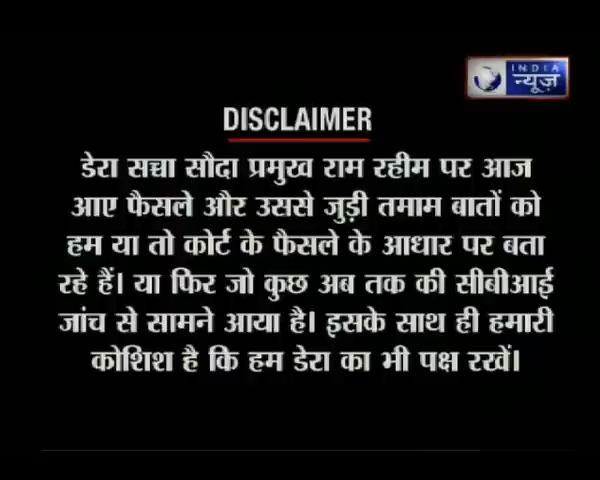 INDIA
न्यूज़
DISCLAIMER
डेरा सच्चा सौदा प्रमुख राम रहीम पर आज
आए फैसले और उससे जुड़ी तमाम बातों को
हम या तो कोर्ट के फैसले के आधार पर बता
रहे हैं। या फिर जो कुछ अब तक की सीबीआई
जांच से सामने आया है। इसके साथ ही हमारी
कोशिश है कि हम डेरा का भी पक्ष रखें।